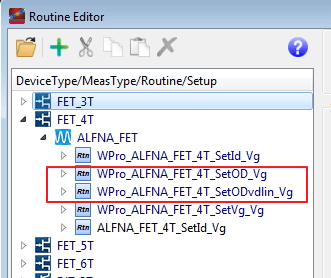 Routine Editor
DeviceType/MeasType/Routine/Setup
FET_3T
FET_4T
ALFNA_FET
Rtn WPro_ALFNA_FET_4T_SetId_Vg
Rtn WPro_ALFNA_FET_4T_SetOD_Vg
Rtn WPro_ALFNA_FET_4T_SetODvdlin_Vg
Rtn WPro_ALFNA_FET_4T_SetVg_Vg
Rtn ALFNA_FET_4T_SetId_Vg
FET_5T
FET_6T